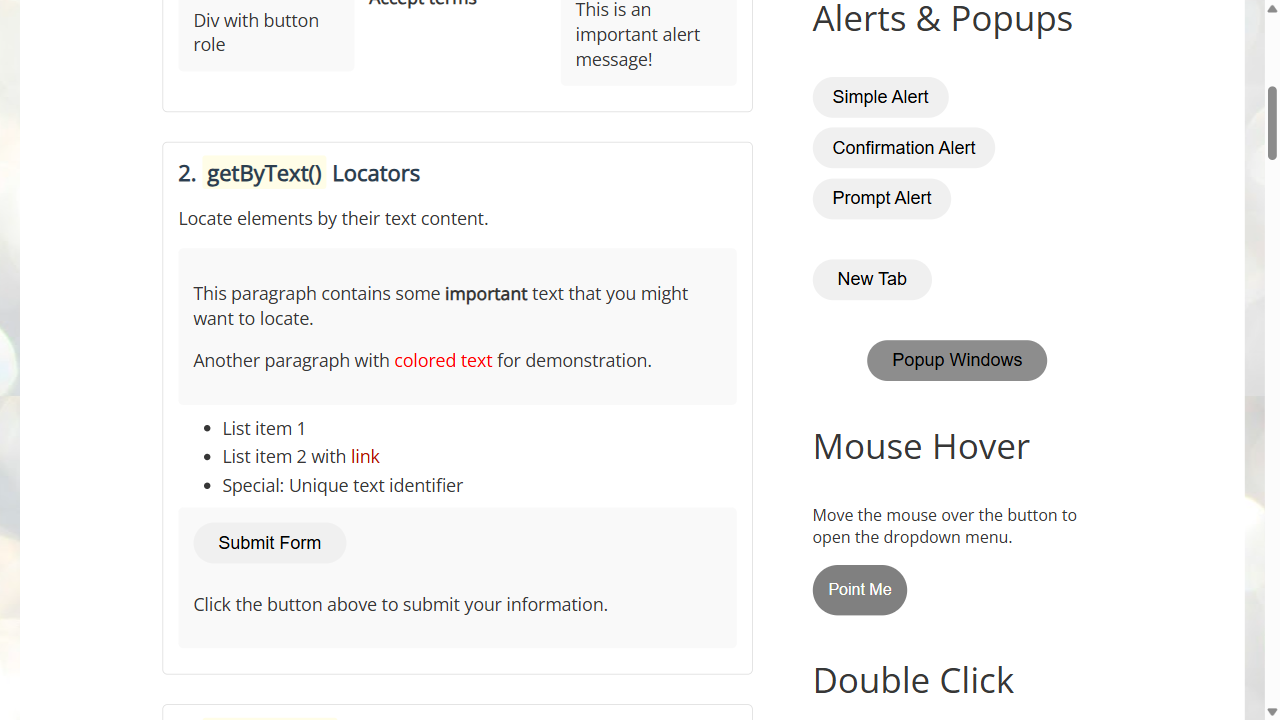 Div with button
role
Accept terms
This is an
important alert
message!
2. getByText() Locators
Locate elements by their text content.
This paragraph contains some important text that you might
want to locate.
Another paragraph with colored text for demonstration.
List item 1
List item 2 with link
Special: Unique text identifier
Submit Form
Click the button above to submit your information.
Alerts & Popups
Simple Alert
Confirmation Alert
Prompt Alert
New Tab
Popup Windows
Mouse Hover
Move the mouse over the button to
open the dropdown menu.
Point Me
Double Click